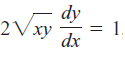 2√xy dy/dx = 1.